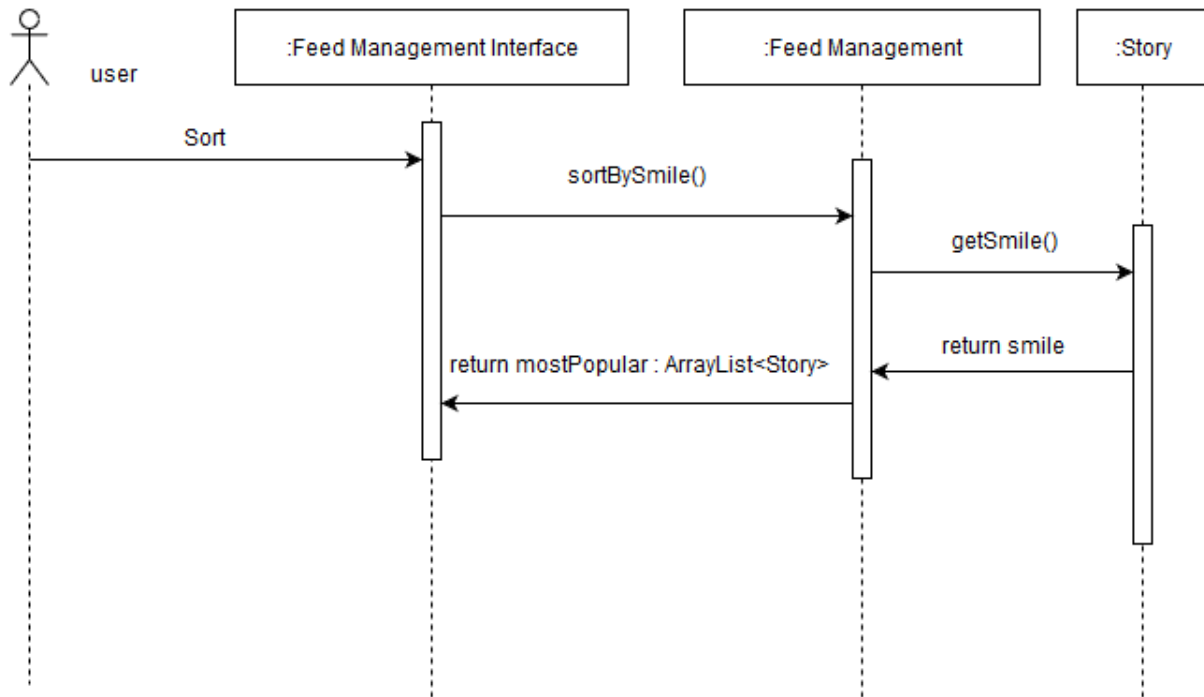 :Feed Management Interface
:Feed Management
:Story
user
Sort
sortBySmile()
getSmile()
return smile
return mostPopular : ArrayList<Story>